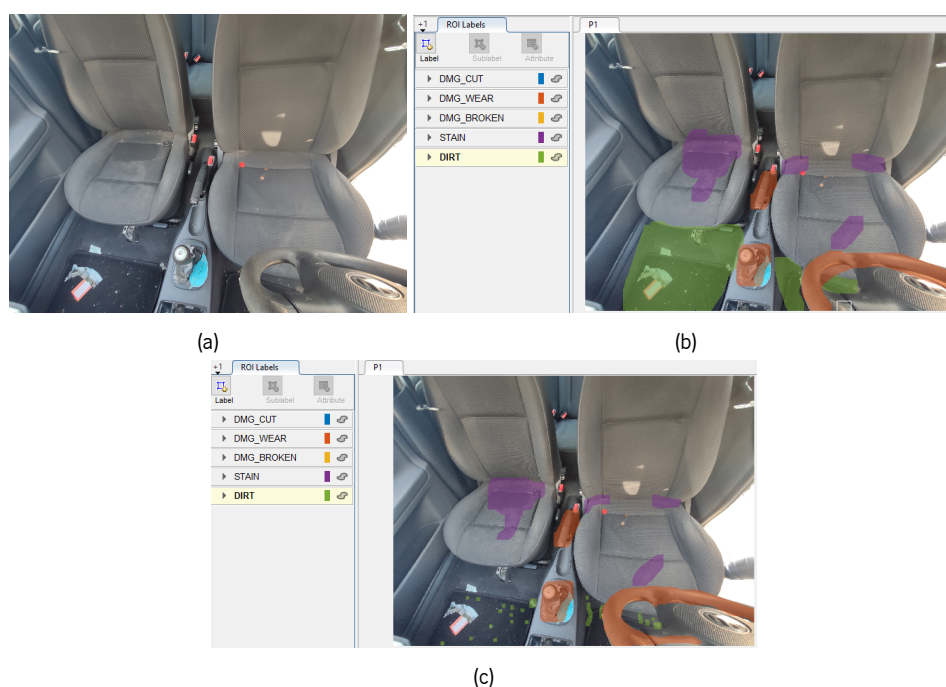 +1 ROI Labels P1
Label Sublabel Attribute
DMG_CUT
DMG_WEAR
DMG_BROKEN
STAIN
DIRT
(a)
(b)
+1 ROI Labels P1
Label Sublabel Attribute
DMG_CUT
DMG_WEAR
DMG_BROKEN
STAIN
DIRT
(c)